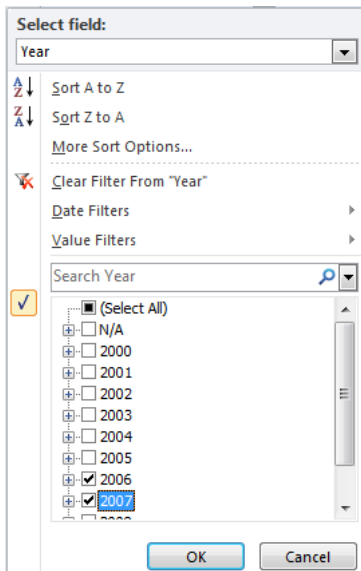 Select field:
Year
Sort A to Z
Sort Z to A
More Sort Options...
Clear Filter From "Year"
Date Filters
Value Filters
Search Year
(Select All)
N/A
2000
2001
2002
2003
2004
2005
2006
2007
OK
Cancel